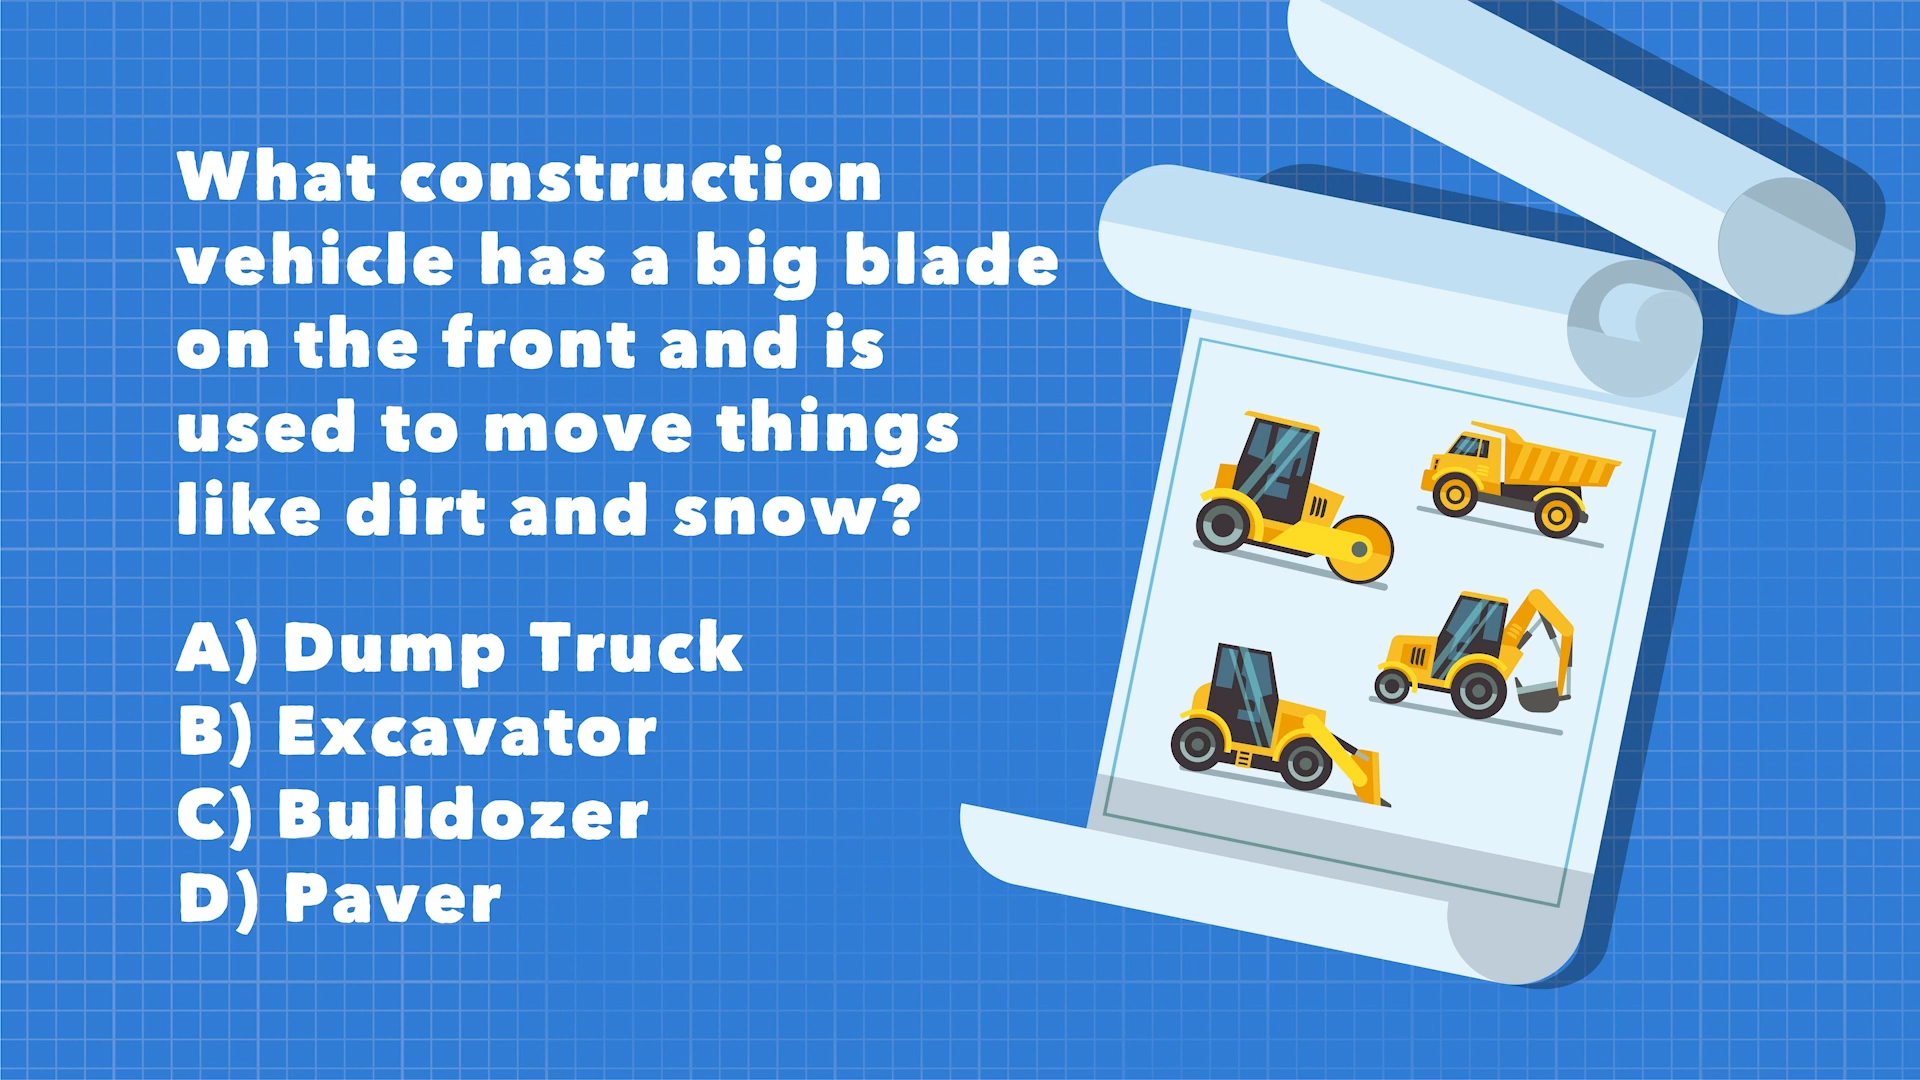 What construction
vehicle has a big blade
on the front and is
used to move things
like dirt and snow?
A) Dump Truck
B) Excavator
C) Bulldozer
D) Paver